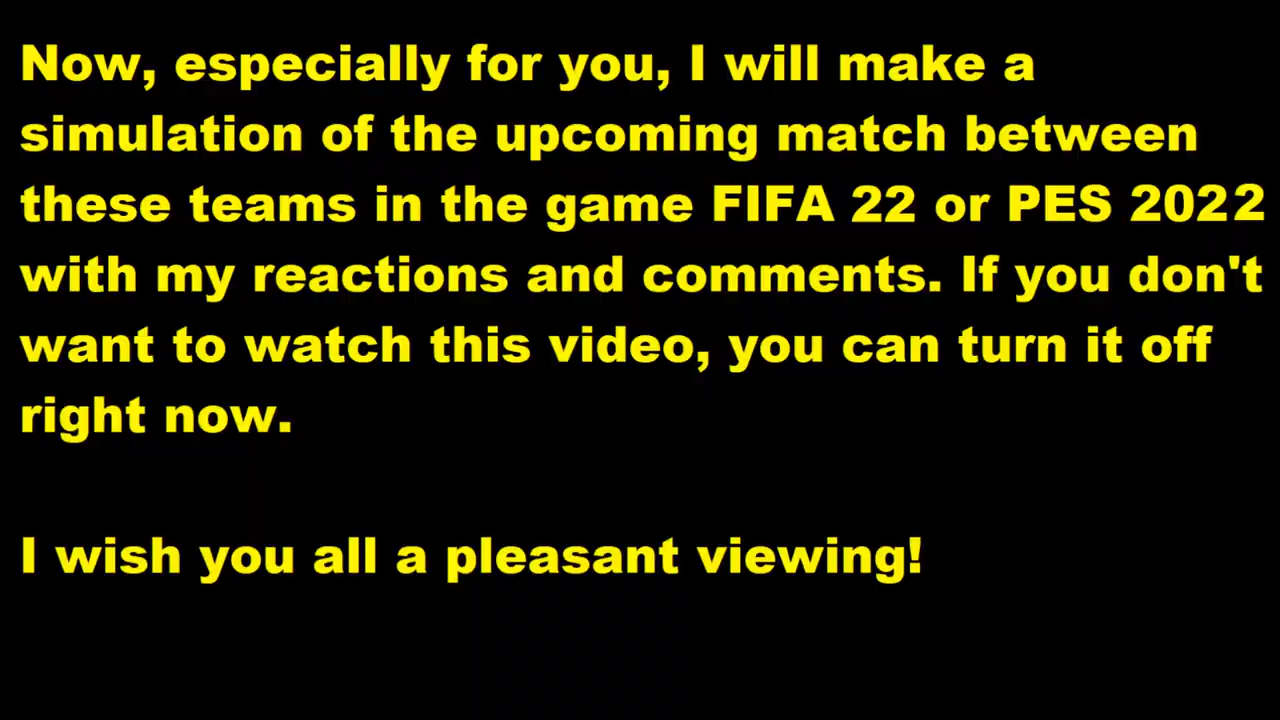 Now, especially for you, I will make a
simulation of the upcoming match between
these teams in the game FIFA 22 or PES 2022
with my reactions and comments. If you don't
want to watch this video, you can turn it off
right now.
I wish you all a pleasant viewing!